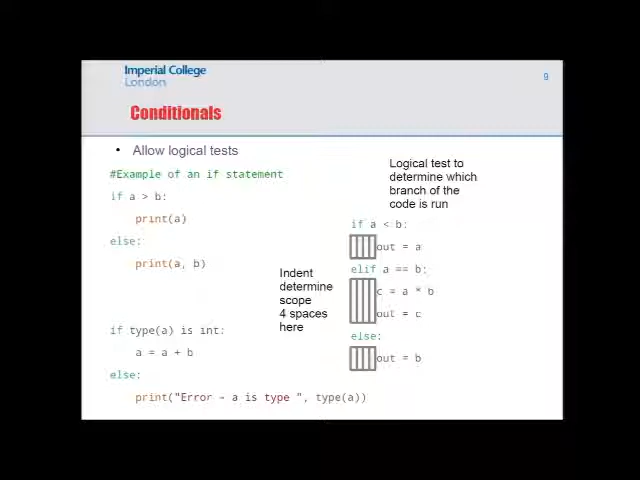 Imperial College
London
9
Conditionals
• Allow logical tests
#Example of an if statement
if a > b:
print(a)
else:
print(a, b)
if type(a) is int:
a = a + b
else:
print("Error – a is type ", type(a))
Indent
determine
scope
4 spaces
here
Logical test to
determine which
branch of the
code is run
if a < b:
out = a
elif a == b:
c = a * b
out = c
else:
out = b